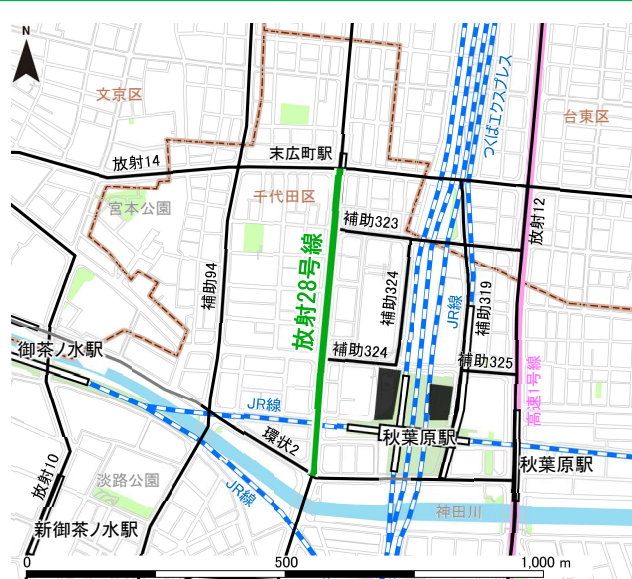 N
文京区
つくばエクスプレス
台東区
末広町駅
放射14
千代田区
宮本公園
放射12
補助323
放射28号線
補助94
補助324
JR線
補助319
御茶ノ水駅
補助324
補助325
JR線
高速1号線
環状2
秋葉原駅
秋葉原駅
放射10
淡路公園
JR線
神田川
新御茶ノ水駅
0 500 1,000 m